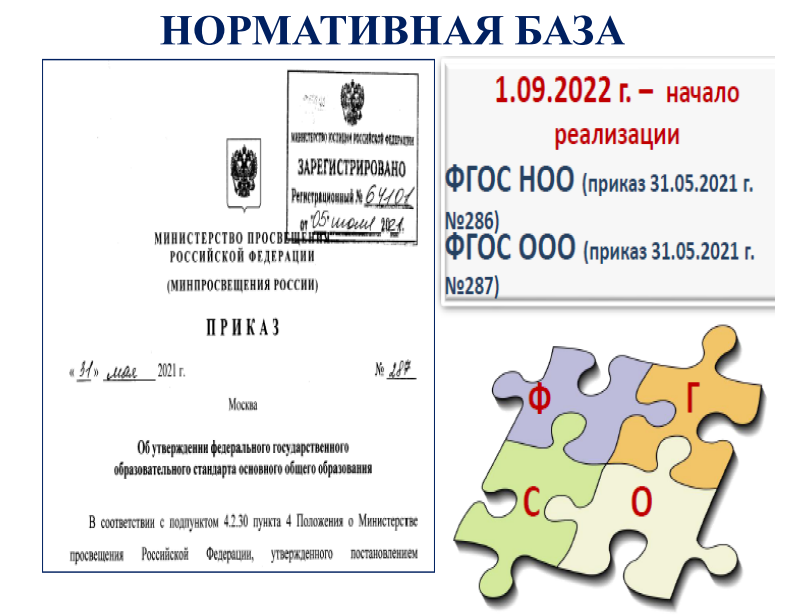 НОРМАТИВНАЯ БАЗА
МИНИСТЕРСТВО ЮСТИЦИИ РОССИЙСКОЙ ФЕДЕРАЦИИ
ЗАРЕГИСТРИРОВАНО
Регистрационный № 64101
от "05" июля 2021.
МИНИСТЕРСТВО ПРОСВЕЩЕНИЯ
РОССИЙСКОЙ ФЕДЕРАЦИИ
(МИНПРОСВЕЩЕНИЯ РОССИИ)
ПРИКАЗ
« 31 » мая 2021 г. № 287
Москва
Об утверждении федерального государственного
образовательного стандарта основного общего образования
В соответствии с подпунктом 4.2.30 пункта 4 Положения о Министерстве
просвещения Российской Федерации, утвержденного постановлением
1.09.2022 г. – начало
реализации
ФГОС НОО (приказ 31.05.2021 г.
№286)
ФГОС ООО (приказ 31.05.2021 г.
№287)
Ф Г
С О